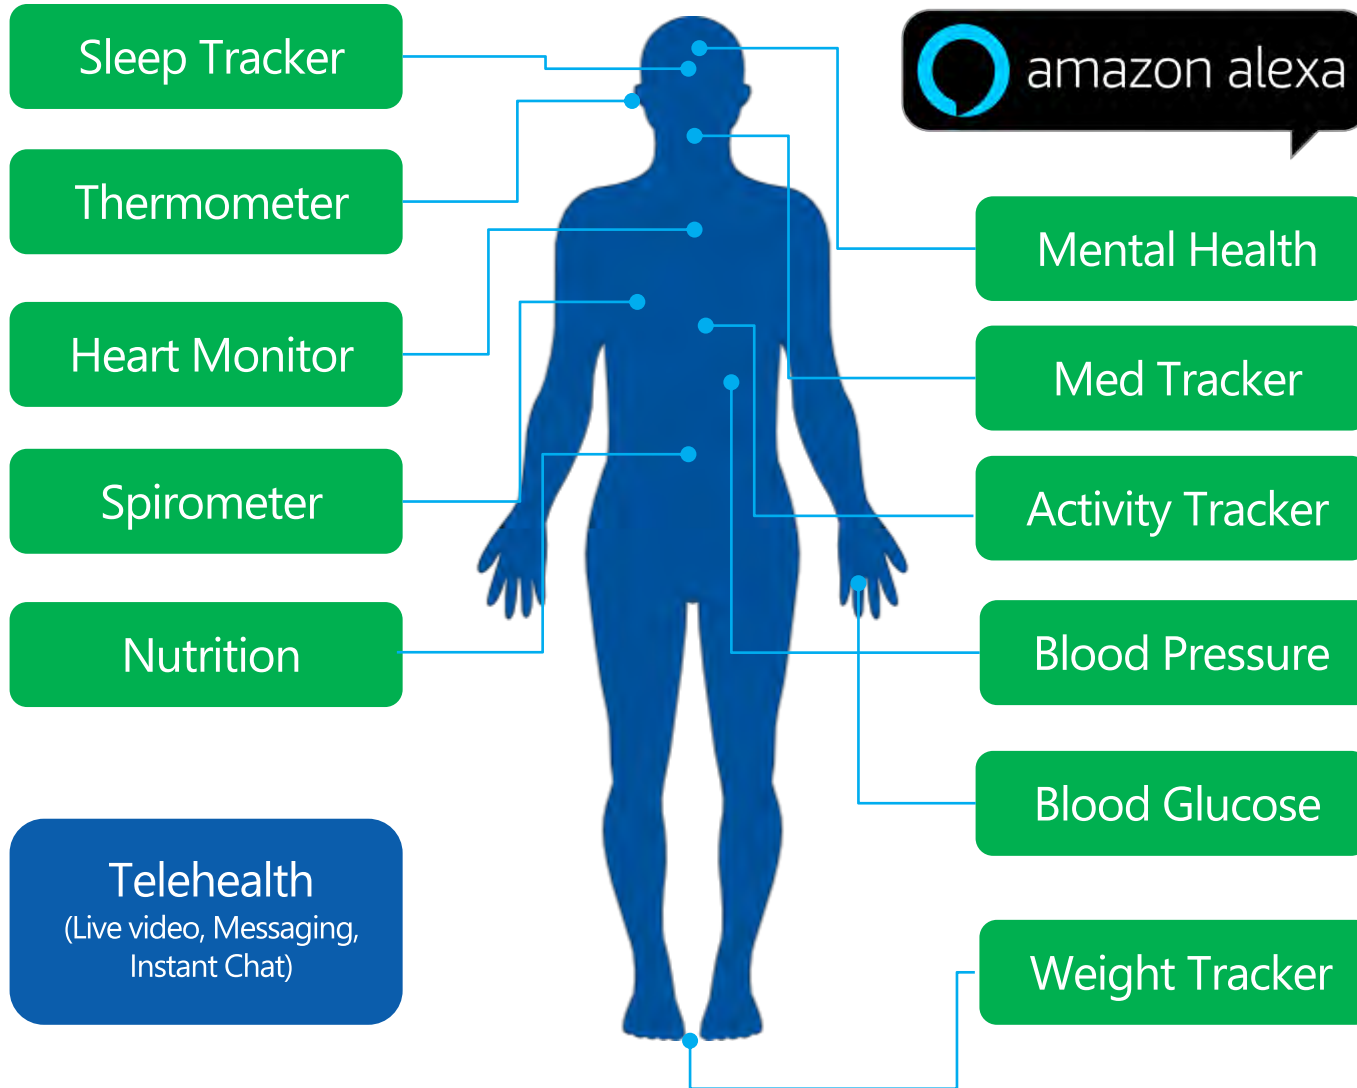 Sleep Tracker
Thermometer
Heart Monitor
Spirometer
Nutrition
Telehealth
(Live video, Messaging,
Instant Chat)
amazon alexa
Mental Health
Med Tracker
Activity Tracker
Blood Pressure
Blood Glucose
Weight Tracker